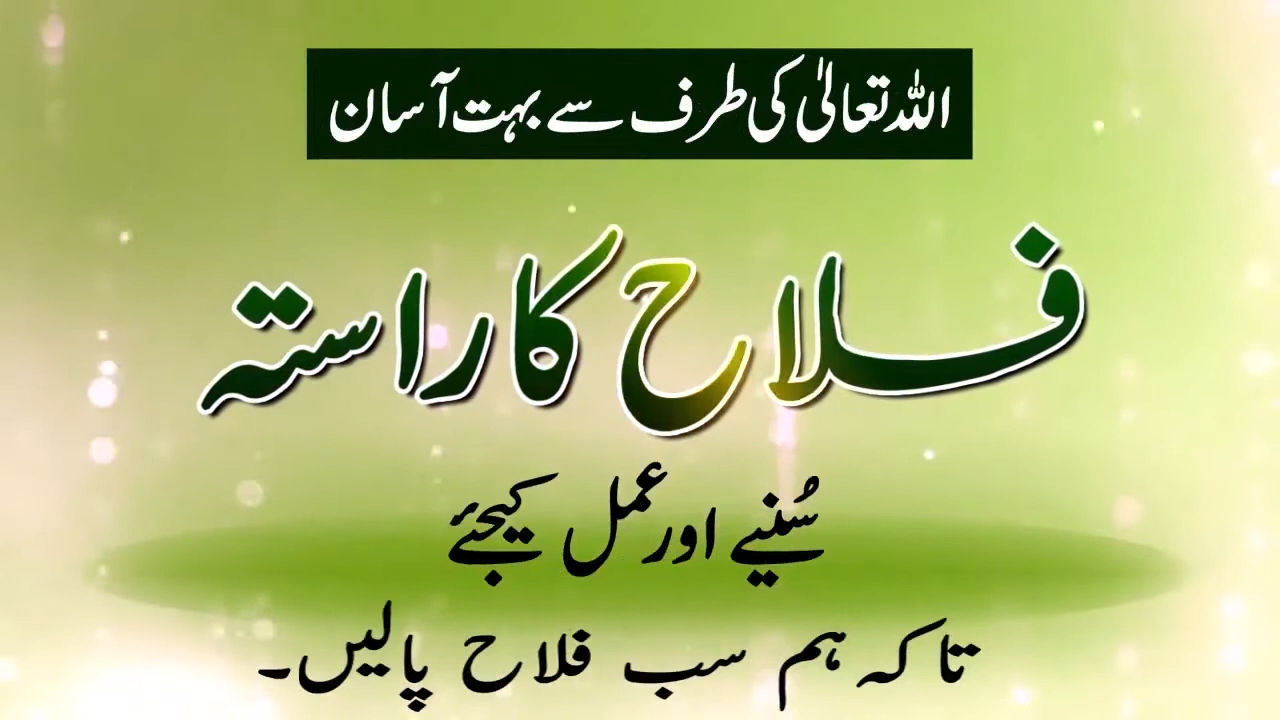 اللہ تعالیٰ کی طرف سے بہت آسان
فلاح کا راستہ
سُنیے اور عمل کیجئے
تاکہ ہم سب فلاح پالیں۔